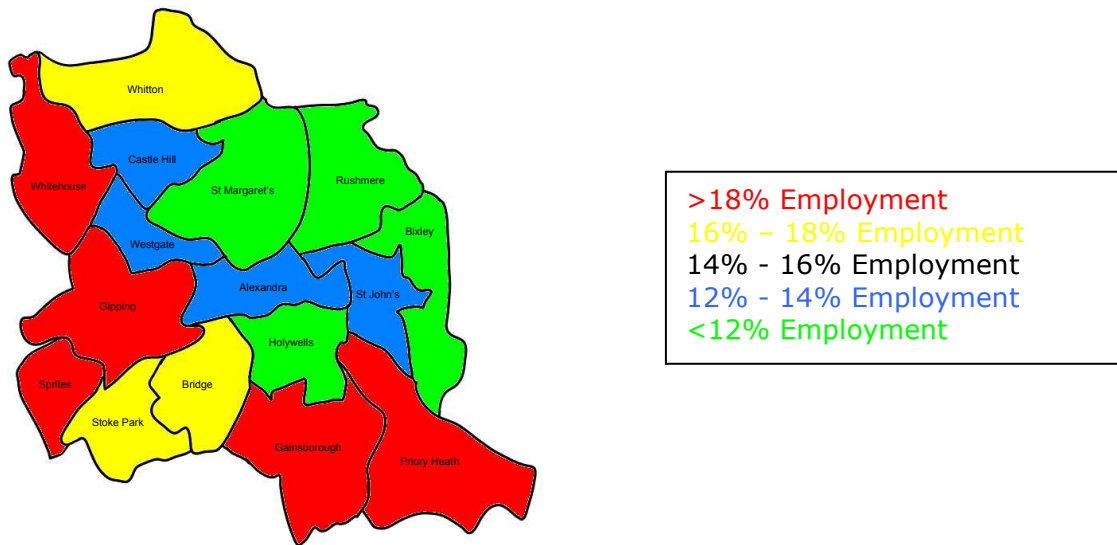 Whitton
Castle Hill
Whitehouse
St Margaret's
Rushmere
Bixley
Westgate
Alexandra
St John's
Gipping
Holywells
Sprites
Bridge
Stoke Park
Gainsborough
Priory Heath
>18% Employment
16% – 18% Employment
14% - 16% Employment
12% - 14% Employment
<12% Employment